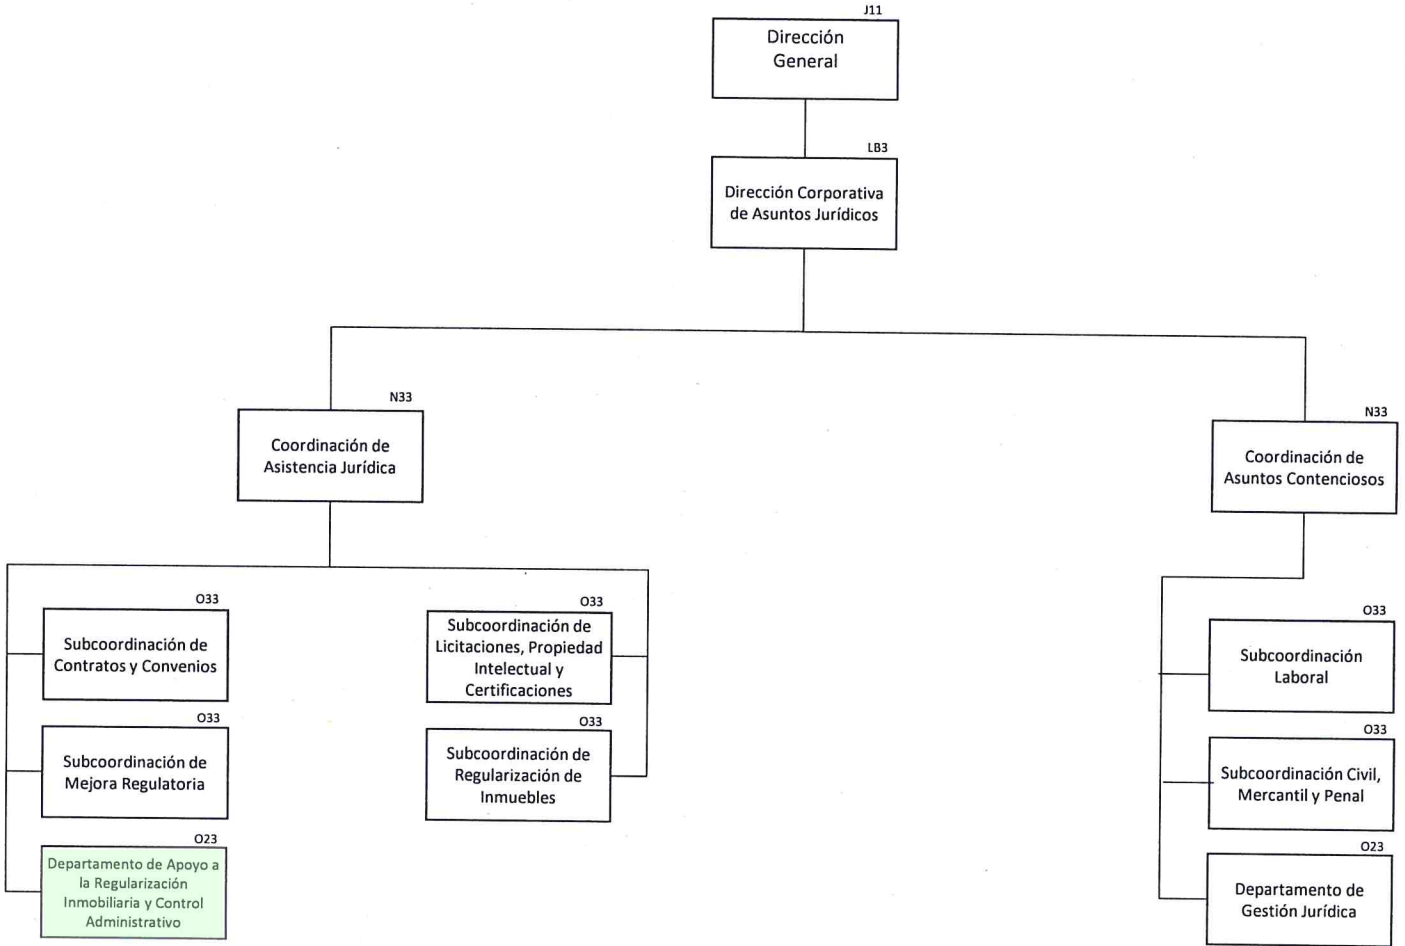 J11
Dirección
General
LB3
Dirección Corporativa
de Asuntos Jurídicos
N33
Coordinación de
Asistencia Jurídica
N33
Coordinación de
Asuntos Contenciosos
O33
Subcoordinación de
Contratos y Convenios
O33
Subcoordinación de
Mejora Regulatoria
O23
Departamento de Apoyo a
la Regularización
Inmobiliaria y Control
Administrativo
O33
Subcoordinación de
Licitaciones, Propiedad
Intelectual y
Certificaciones
O33
Subcoordinación de
Regularización de
Inmuebles
O33
Subcoordinación
Laboral
O33
Subcoordinación Civil,
Mercantil y Penal
O23
Departamento de
Gestión Jurídica